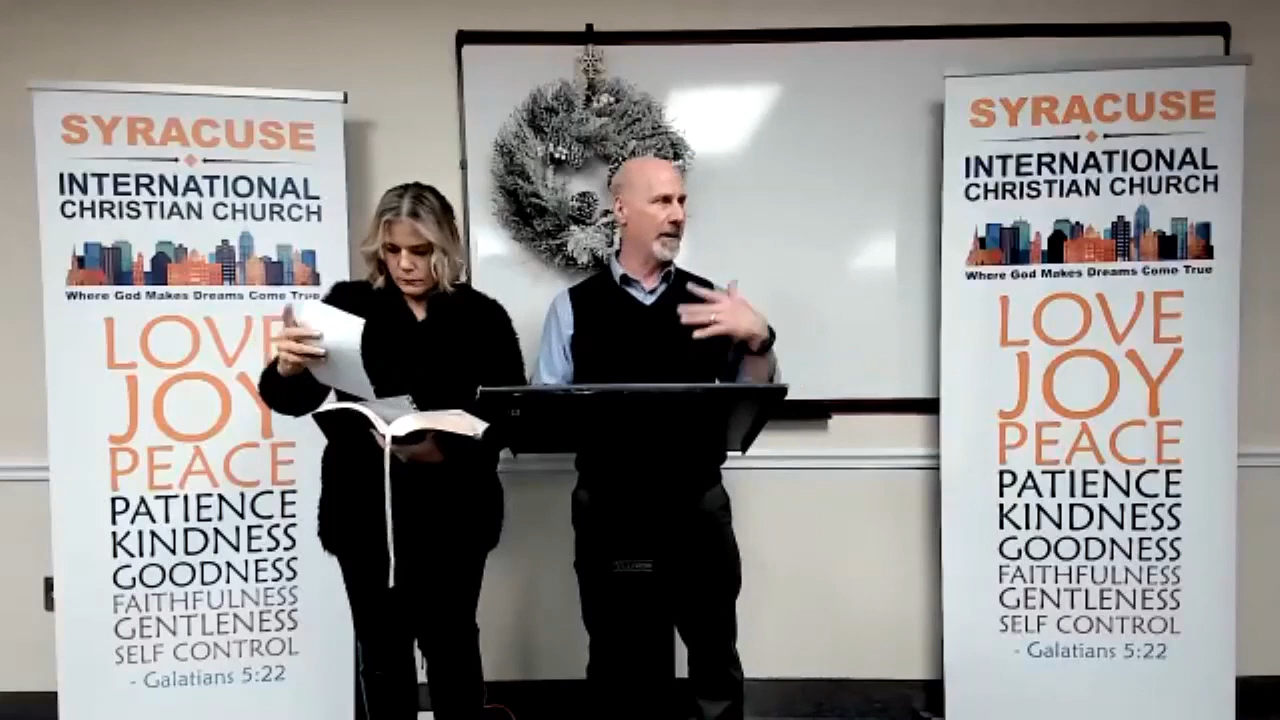 SYRACUSE
INTERNATIONAL
CHRISTIAN CHURCH
Where God Makes Dreams Come True
LOVE
JOY
PEACE
PATIENCE
KINDNESS
GOODNESS
FAITHFULNESS
GENTLENESS
SELF CONTROL
- Galatians 5:22
SYRACUSE
INTERNATIONAL
CHRISTIAN CHURCH
Where God Makes Dreams Come True
LOVE
JOY
PEACE
PATIENCE
KINDNESS
GOODNESS
FAITHFULNESS
GENTLENESS
SELF CONTROL
- Galatians 5:22